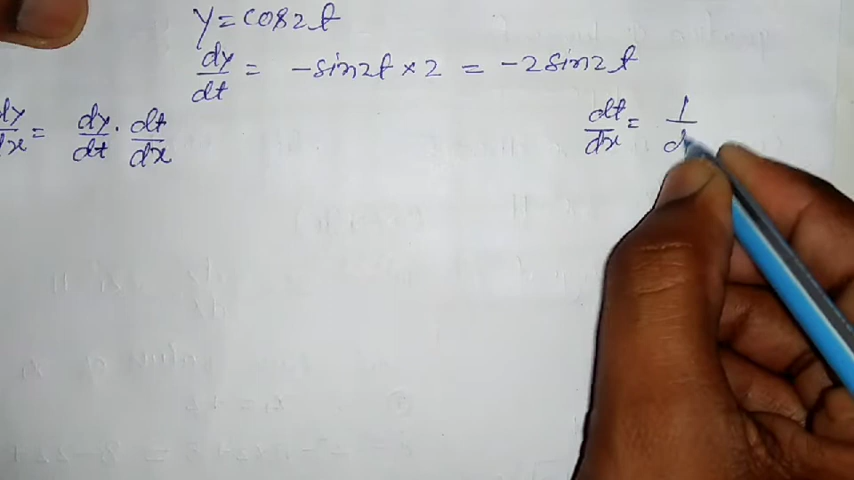 y = cos2t
dy/dt = -sin2t × 2 = -2sin2t
dy/dx = dy/dt · dt/dx dt/dx = 1/d